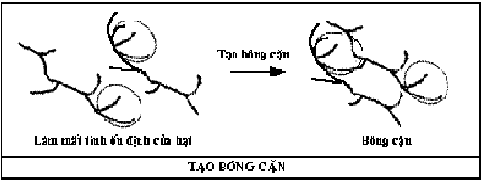 Tạo bông cặn
Làm mất tính ổn định của hạt
Bông cặn
TẠO BÔNG CẶN